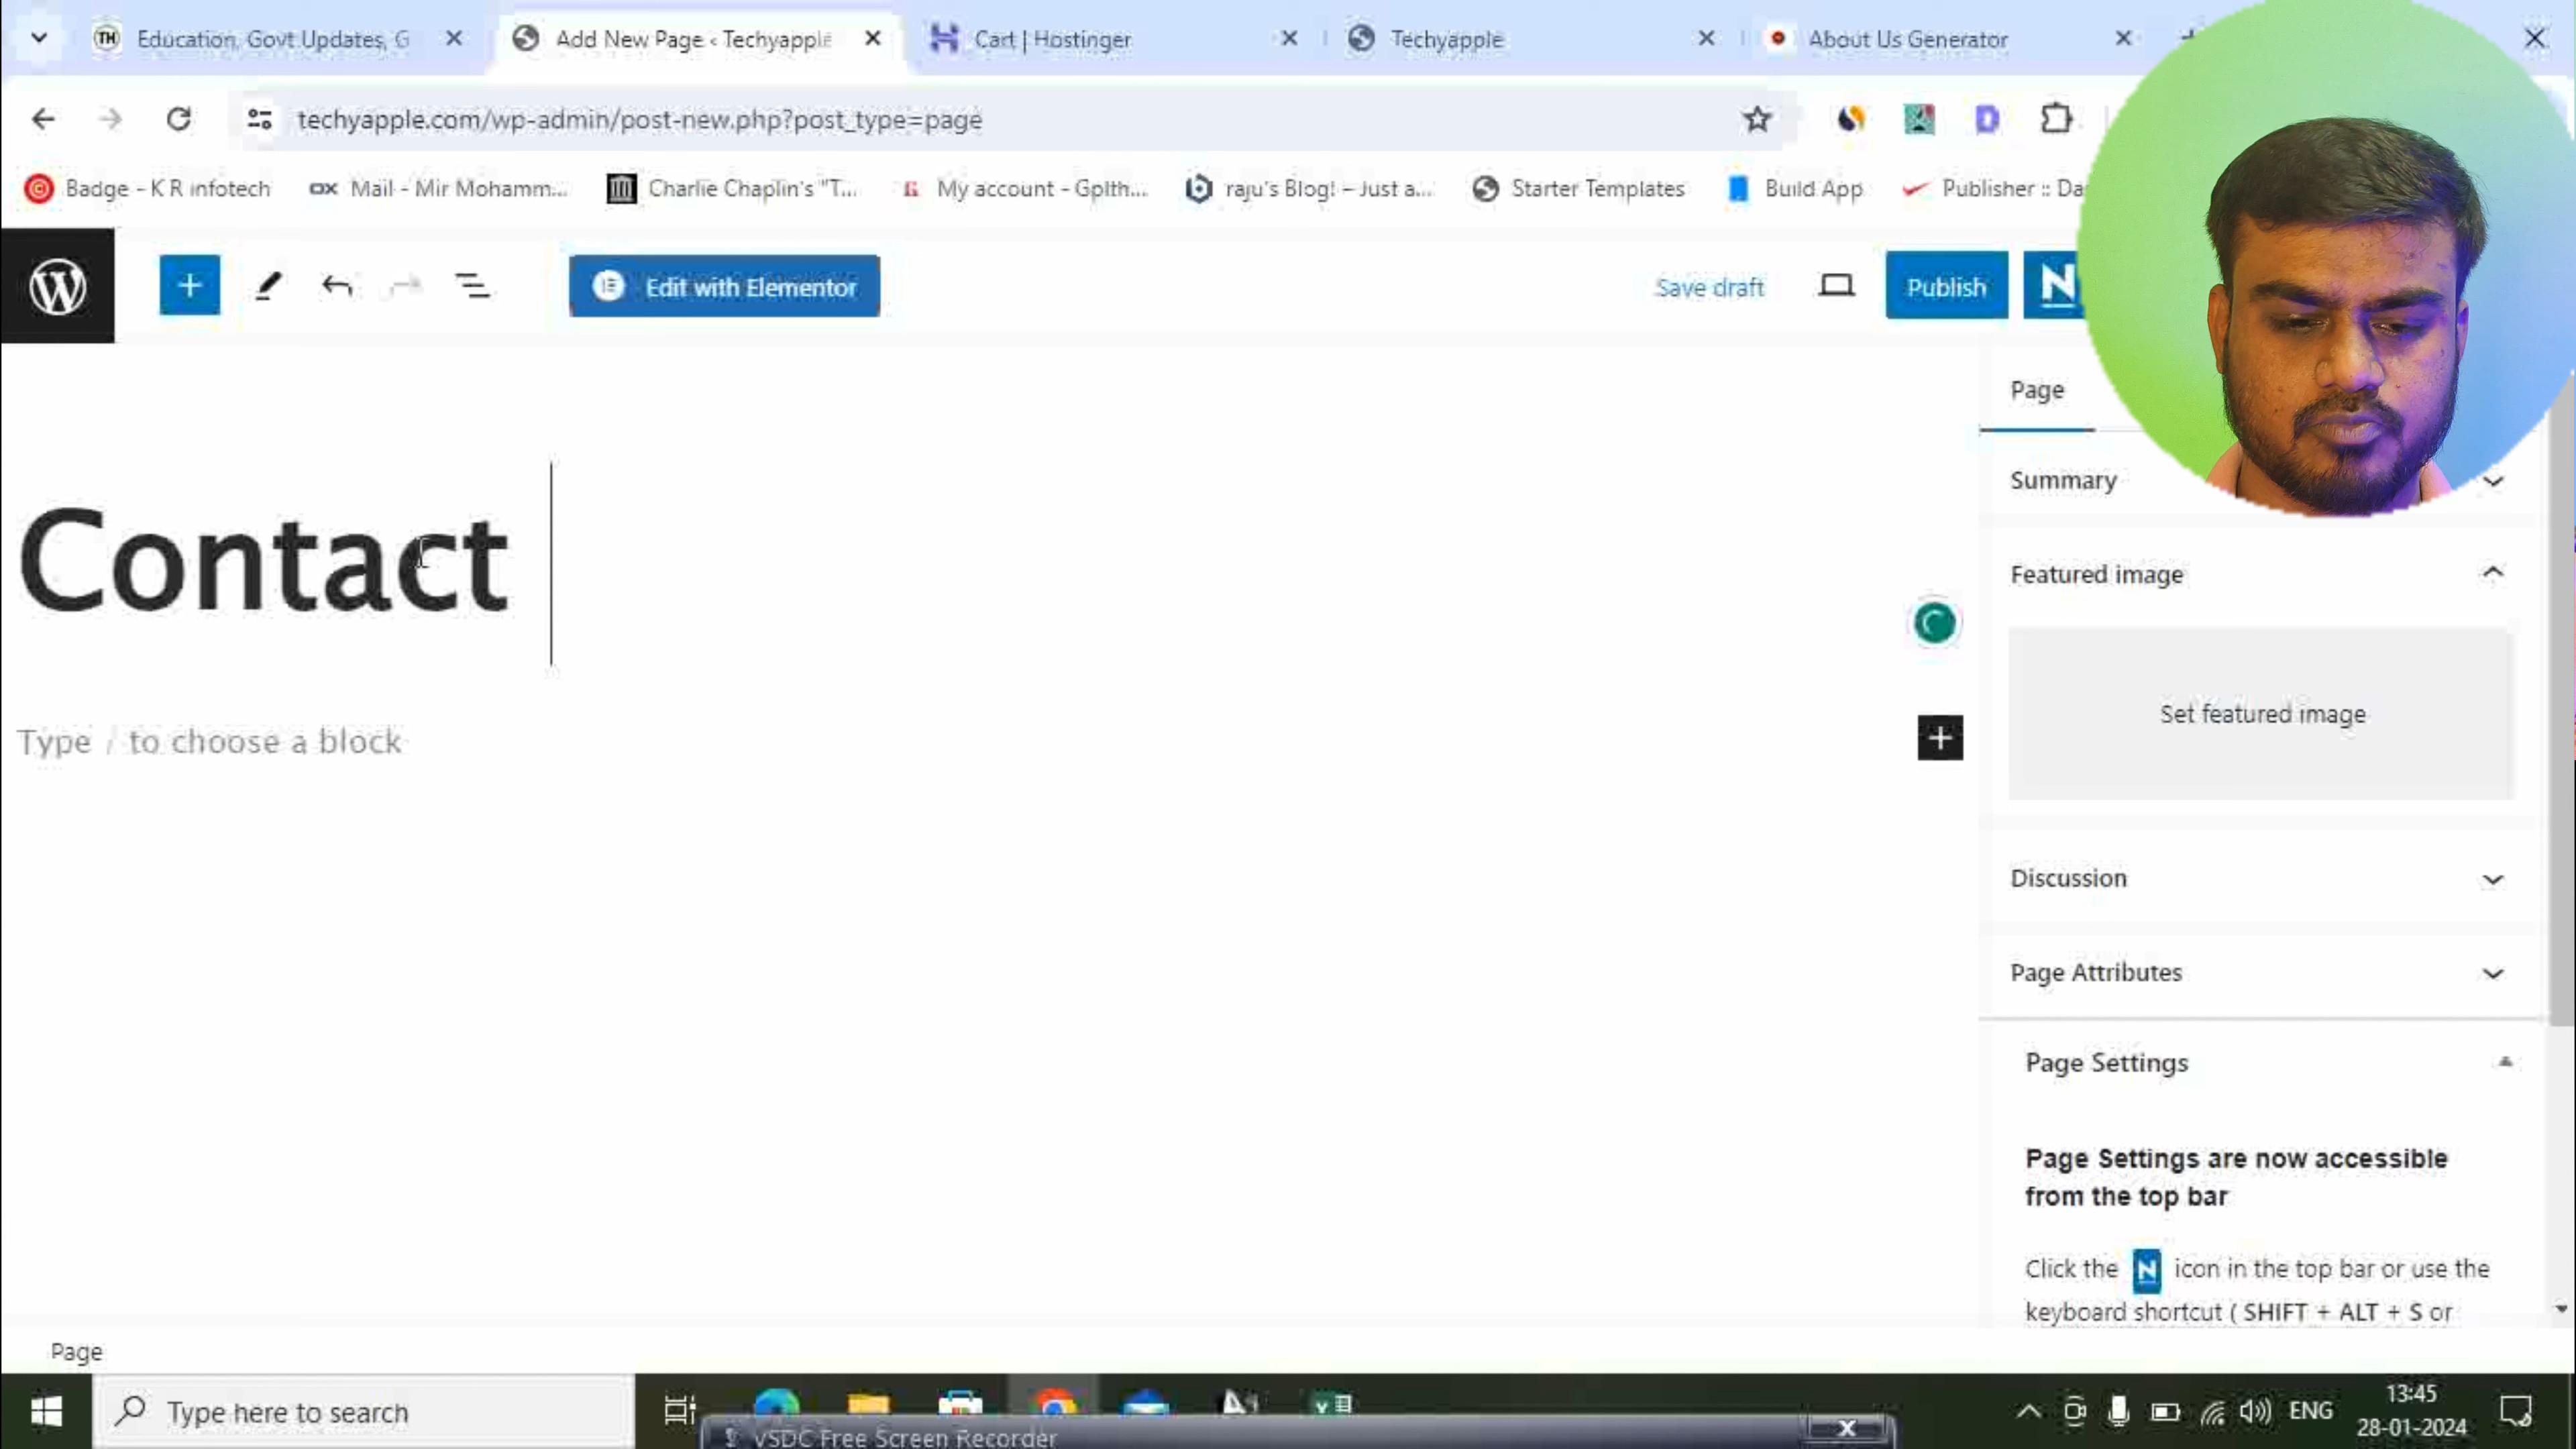 TH Education, Govt Updates, G
Add New Page ‹ Techyapple
Cart | Hostinger
Techyapple
About Us Generator
techyapple.com/wp-admin/post-new.php?post_type=page
Badge - K R infotech
OX Mail - Mir Mohamm...
Charlie Chaplin's "T...
My account - Gplth...
raju's Blog! – Just a...
Starter Templates
Build App
Publisher :: Da
Edit with Elementor
Save draft
Publish
N
Page
Summary
Contact
Featured image
Set featured image
Type / to choose a block
Discussion
Page Attributes
Page Settings
Page Settings are now accessible
from the top bar
Click the N icon in the top bar or use the
keyboard shortcut ( SHIFT + ALT + S or
Page
Type here to search
ENG
13:45
28-01-2024
VSDC Free Screen Recorder